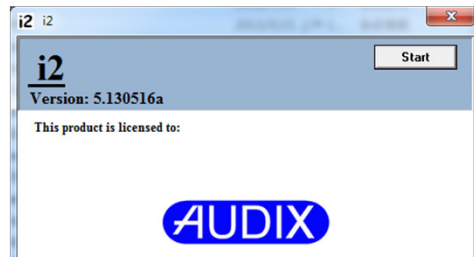 i2 i2
Start
i2
Version: 5.130516a
This product is licensed to:
AUDIX